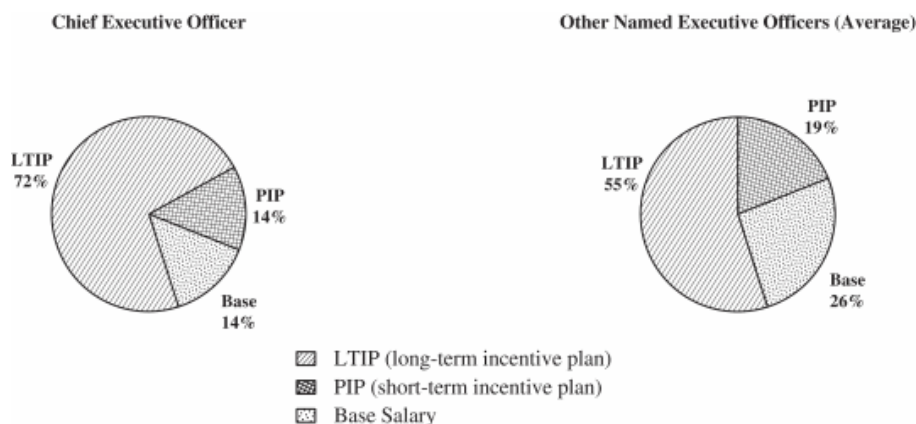 Chief Executive Officer
Other Named Executive Officers (Average)
LTIP
72%
PIP
14%
Base
14%
PIP
19%
LTIP
55%
Base
26%
LTIP (long-term incentive plan)
PIP (short-term incentive plan)
Base Salary